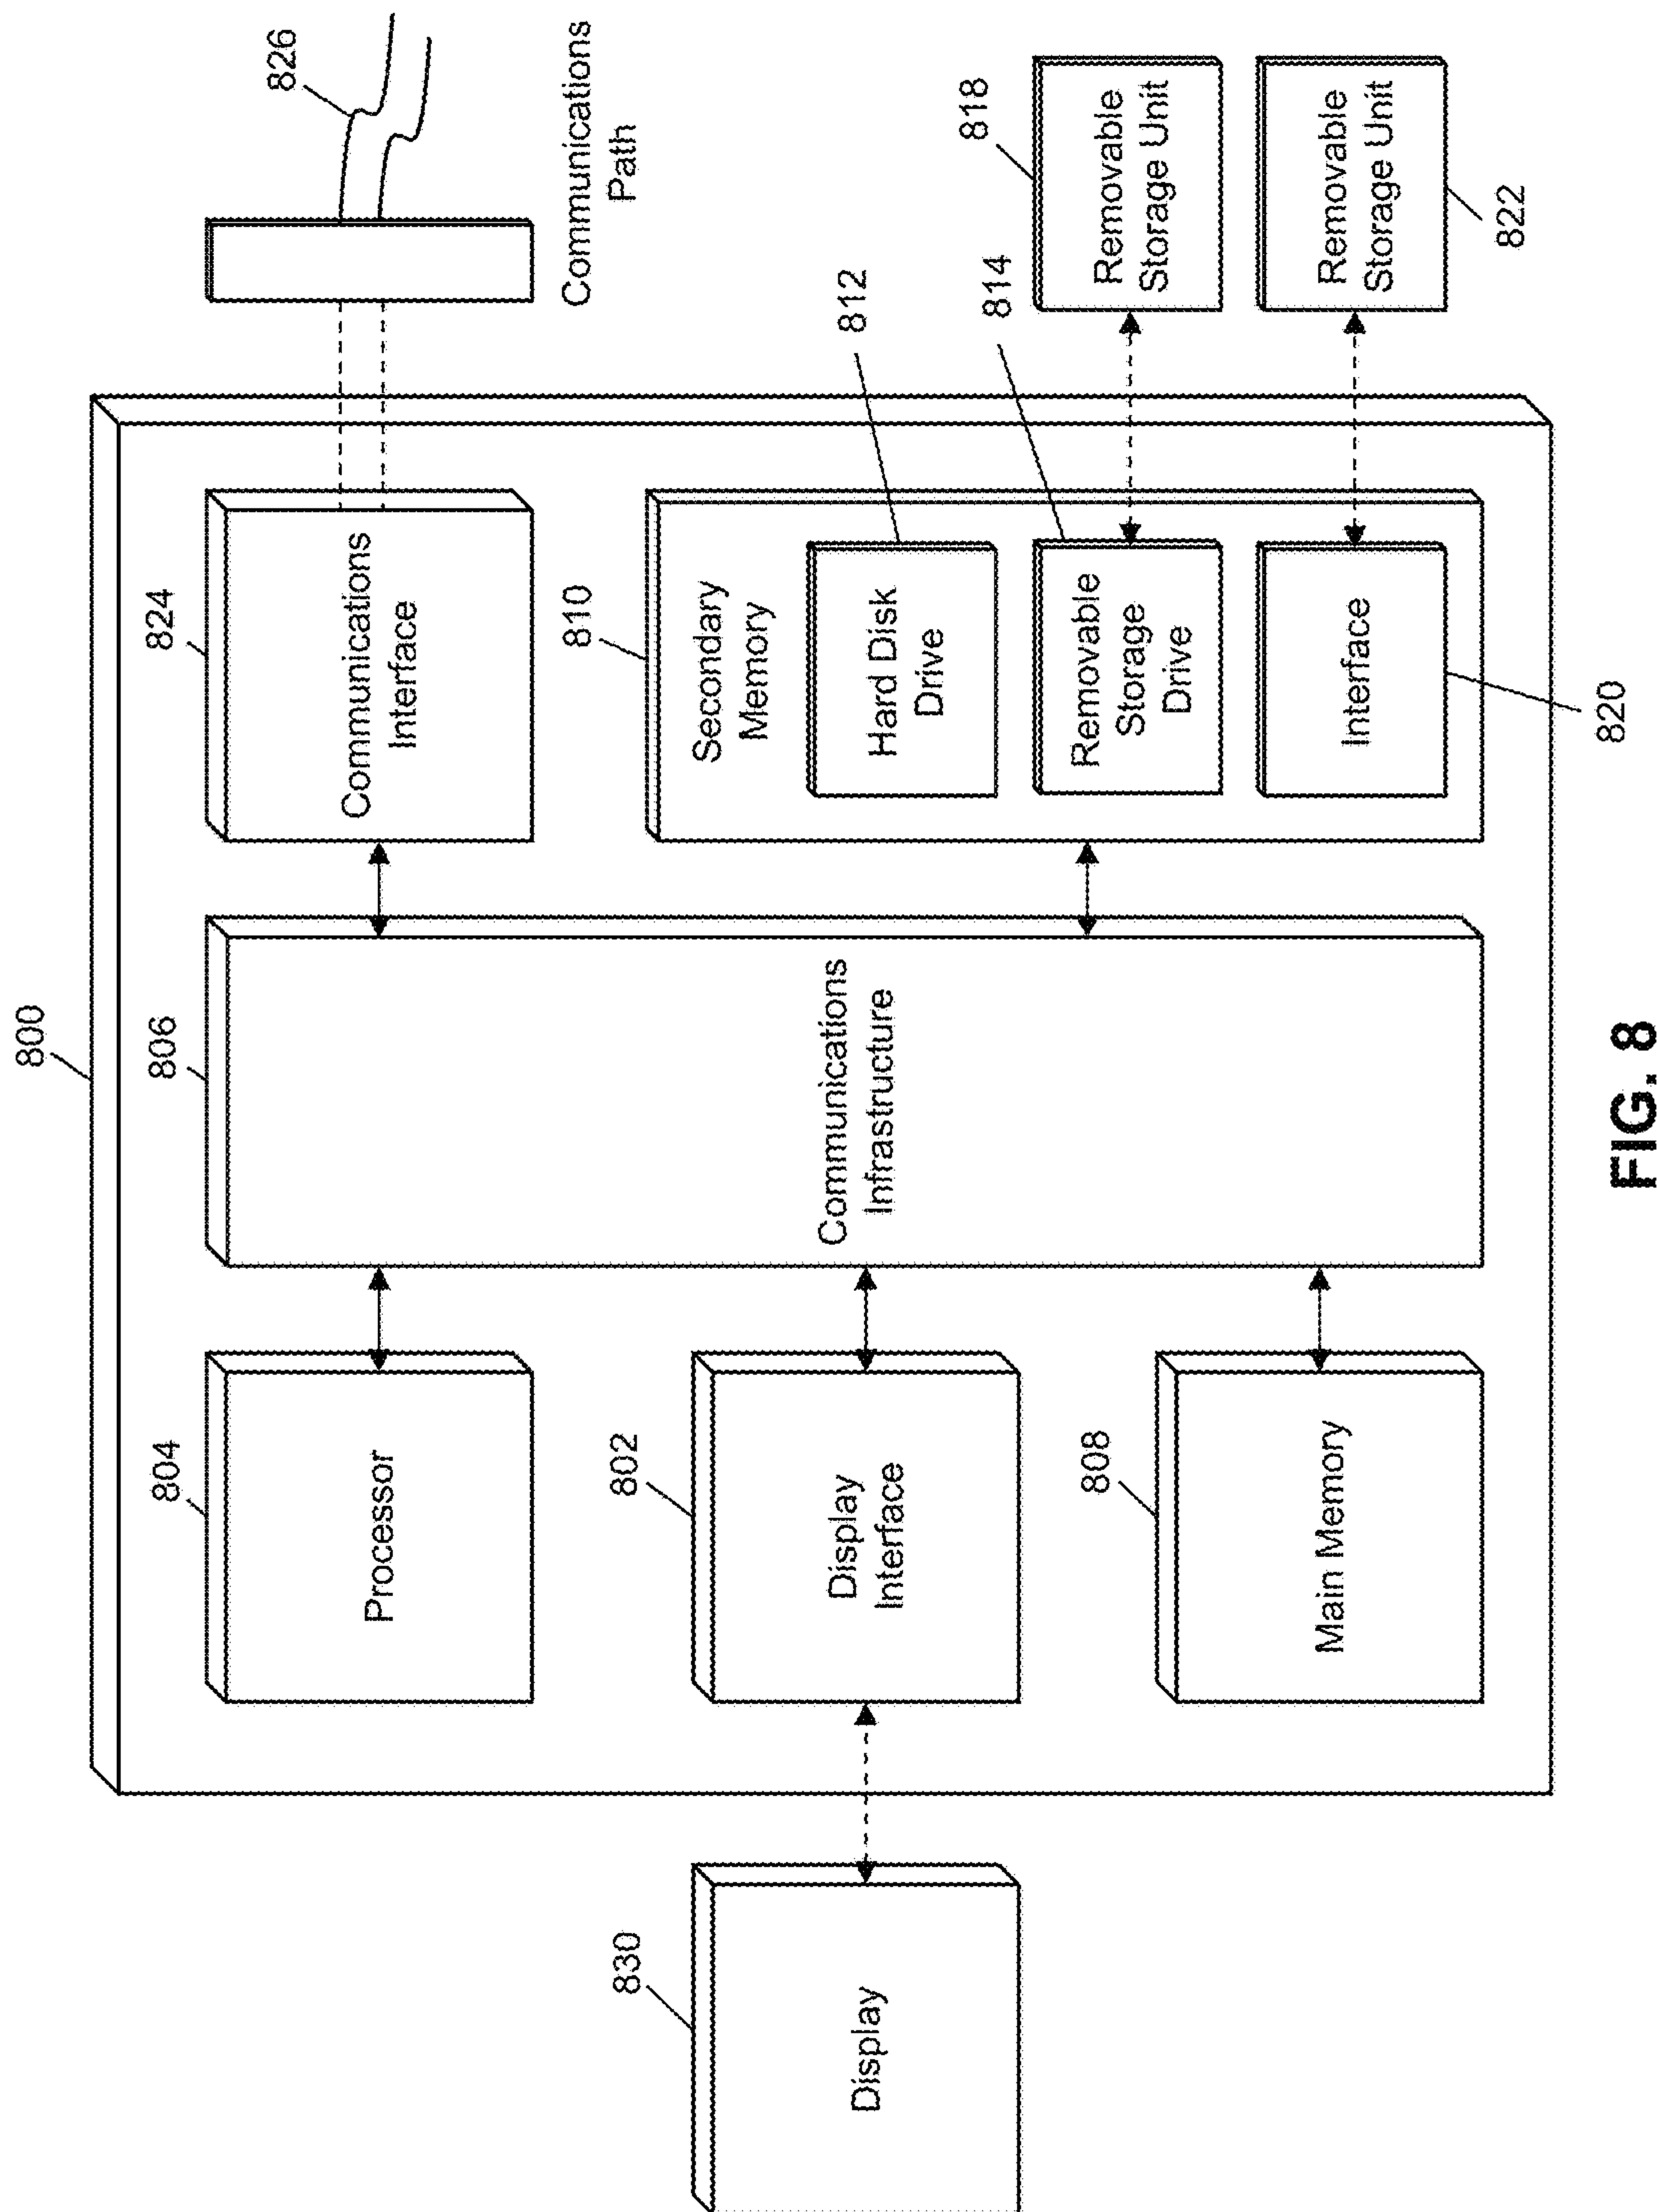 800
804
Processor
806
824
Communications
Interface
826
Communications
Path
830
Display
802
Display
Interface
Communications
Infrastructure
810
Secondary
Memory
812
Hard Disk
Drive
808
Main Memory
814
Removable
Storage
Drive
818
Removable
Storage Unit
Interface
820
Removable
Storage Unit
822
FIG. 8